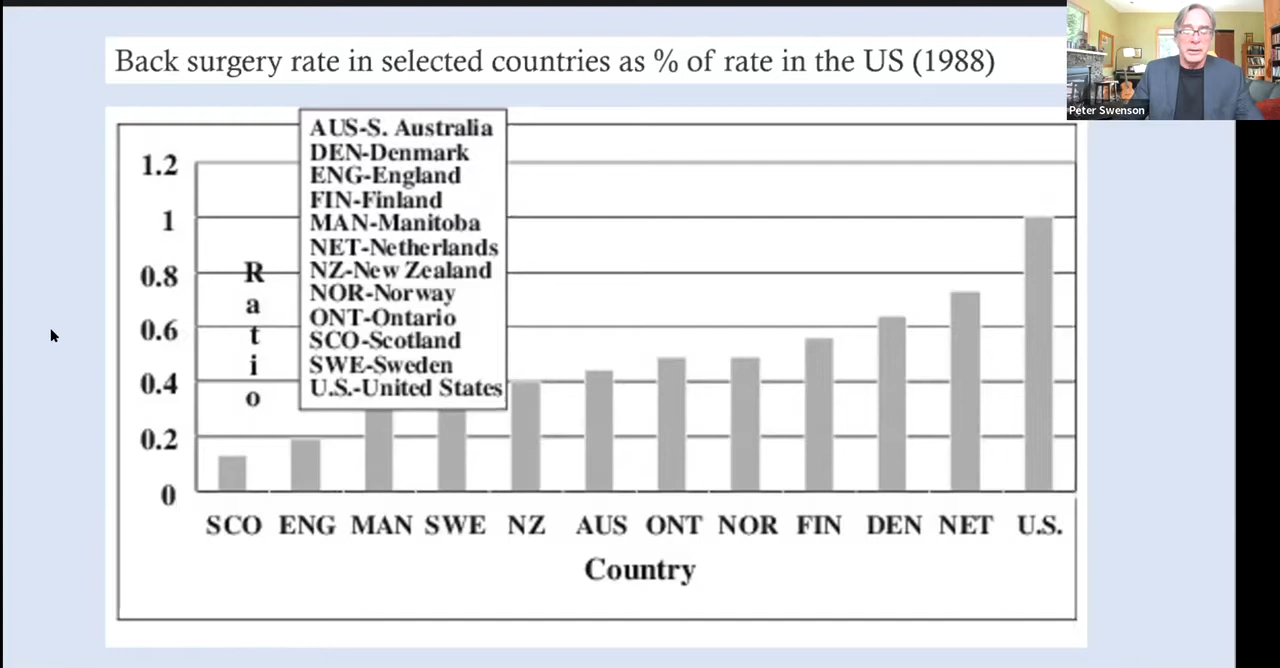 Back surgery rate in selected countries as % of rate in the US (1988)
Peter Swenson
AUS-S. Australia
DEN-Denmark
ENG-England
FIN-Finland
MAN-Manitoba
NET-Netherlands
NZ-New Zealand
NOR-Norway
ONT-Ontario
SCO-Scotland
SWE-Sweden
U.S.-United States
1.2
1
0.8
0.6
0.4
0.2
0
Ratio
SCO ENG MAN SWE NZ AUS ONT NOR FIN DEN NET U.S.
Country